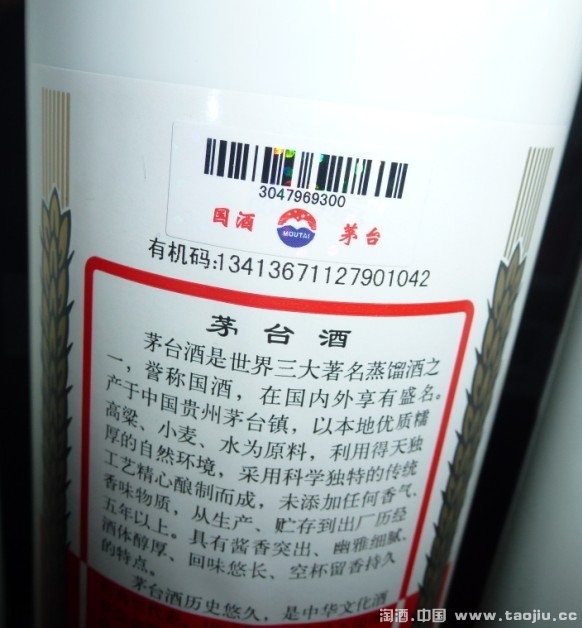 3047969300
国酒 MOUTAI 茅台
有机码:13413671127901042
茅台酒
茅台酒是世界三大著名蒸馏酒之
一，誉称国酒，在国内外享有盛名。
产于中国贵州茅台镇，以本地优质糯
高粱、小麦、水为原料，利用得天独
厚的自然环境，采用科学独特的传统
工艺精心酿制而成，未添加任何香气、
香味物质，从生产、贮存到出厂历经
五年以上。具有酱香突出、幽雅细腻、
酒体醇厚、回味悠长、空杯留香持久
的特点。
茅台酒历史悠久，是中华文化酒
淘酒.中国 www.taojiu.cc